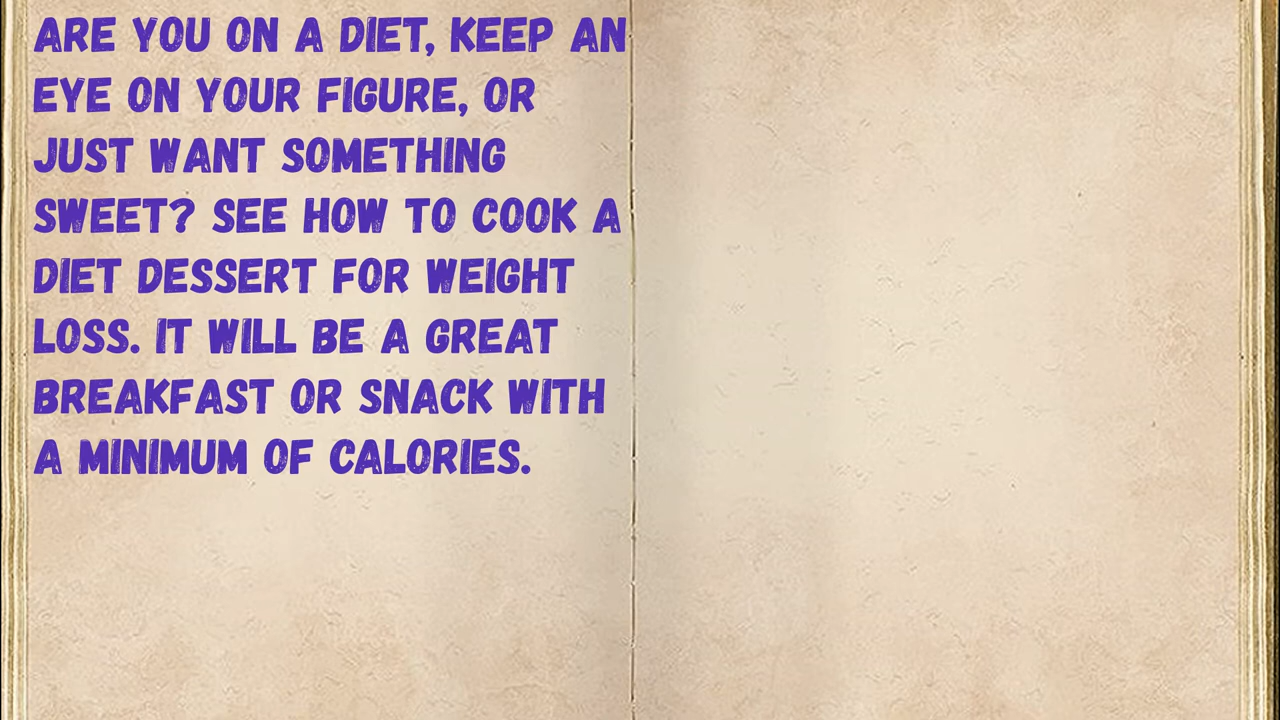 ARE YOU ON A DIET, KEEP AN
EYE ON YOUR FIGURE, OR
JUST WANT SOMETHING
SWEET? SEE HOW TO COOK A
DIET DESSERT FOR WEIGHT
LOSS. IT WILL BE A GREAT
BREAKFAST OR SNACK WITH
A MINIMUM OF CALORIES.